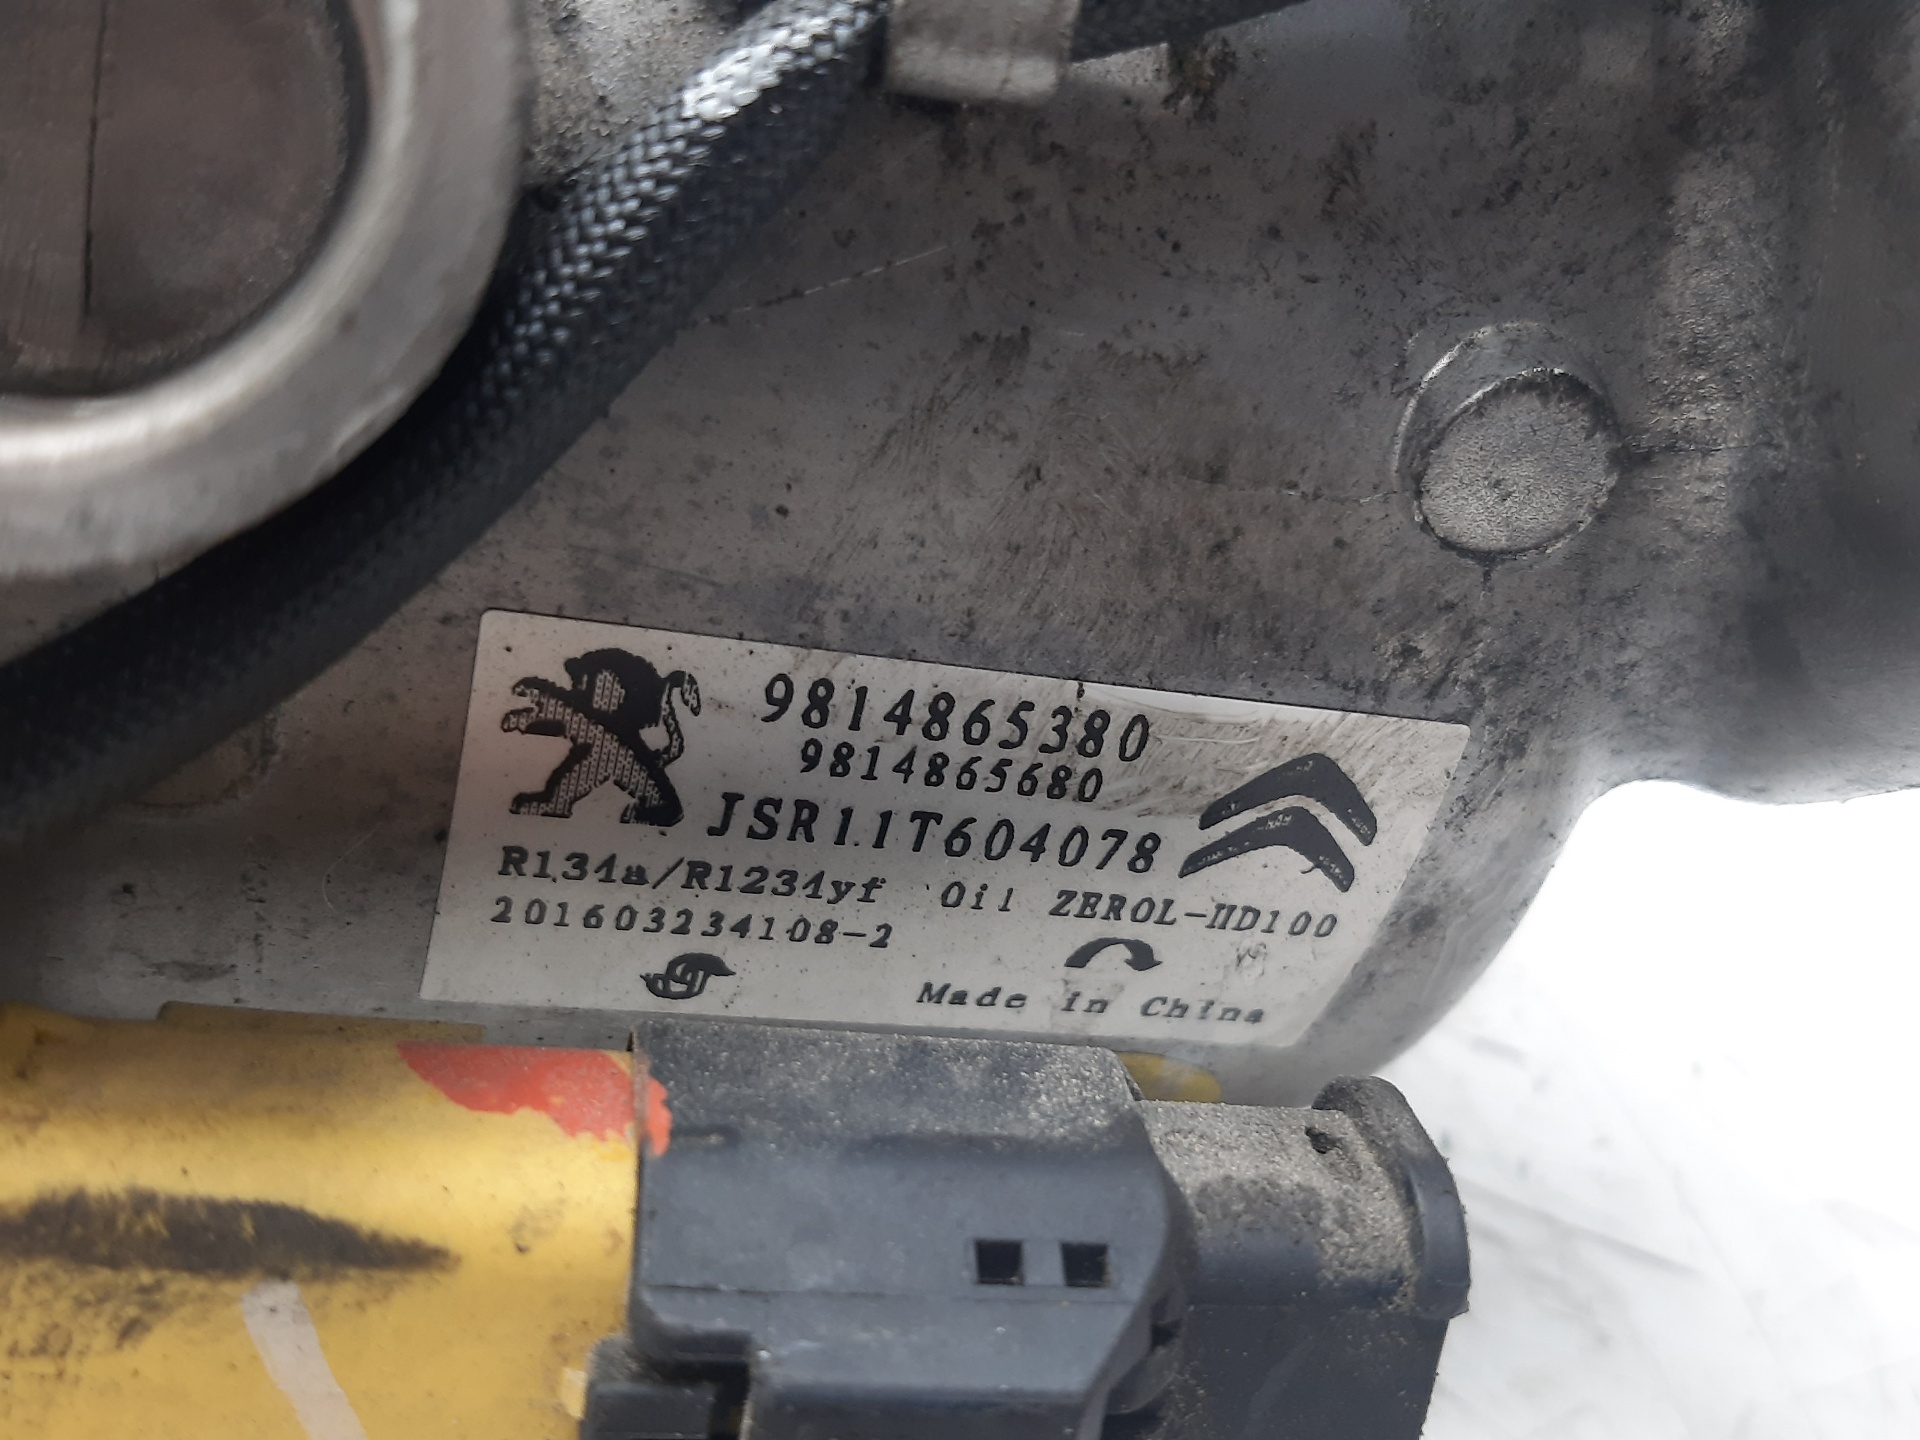 9814865380
9814865680
JSR11T604078
R134a/R1234yf Oil ZEROL-HD100
201603234108-2
Made in China